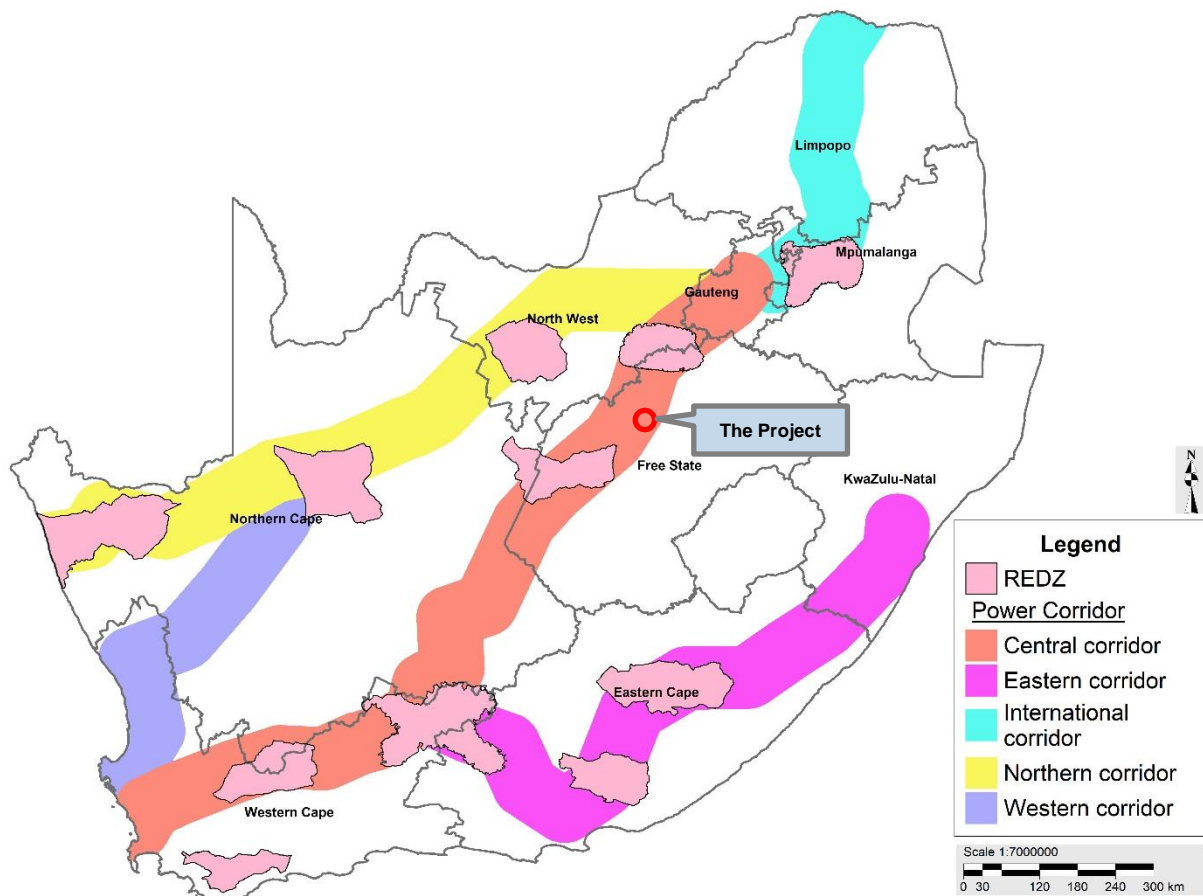 Limpopo
Mpumalanga
Gauteng
North West
The Project
Free State
KwaZulu-Natal
Northern Cape
Eastern Cape
Western Cape
N
Legend
REDZ
Power Corridor
Central corridor
Eastern corridor
International
corridor
Northern corridor
Western corridor
Scale 1:7000000
0 30 120 180 240 300 km